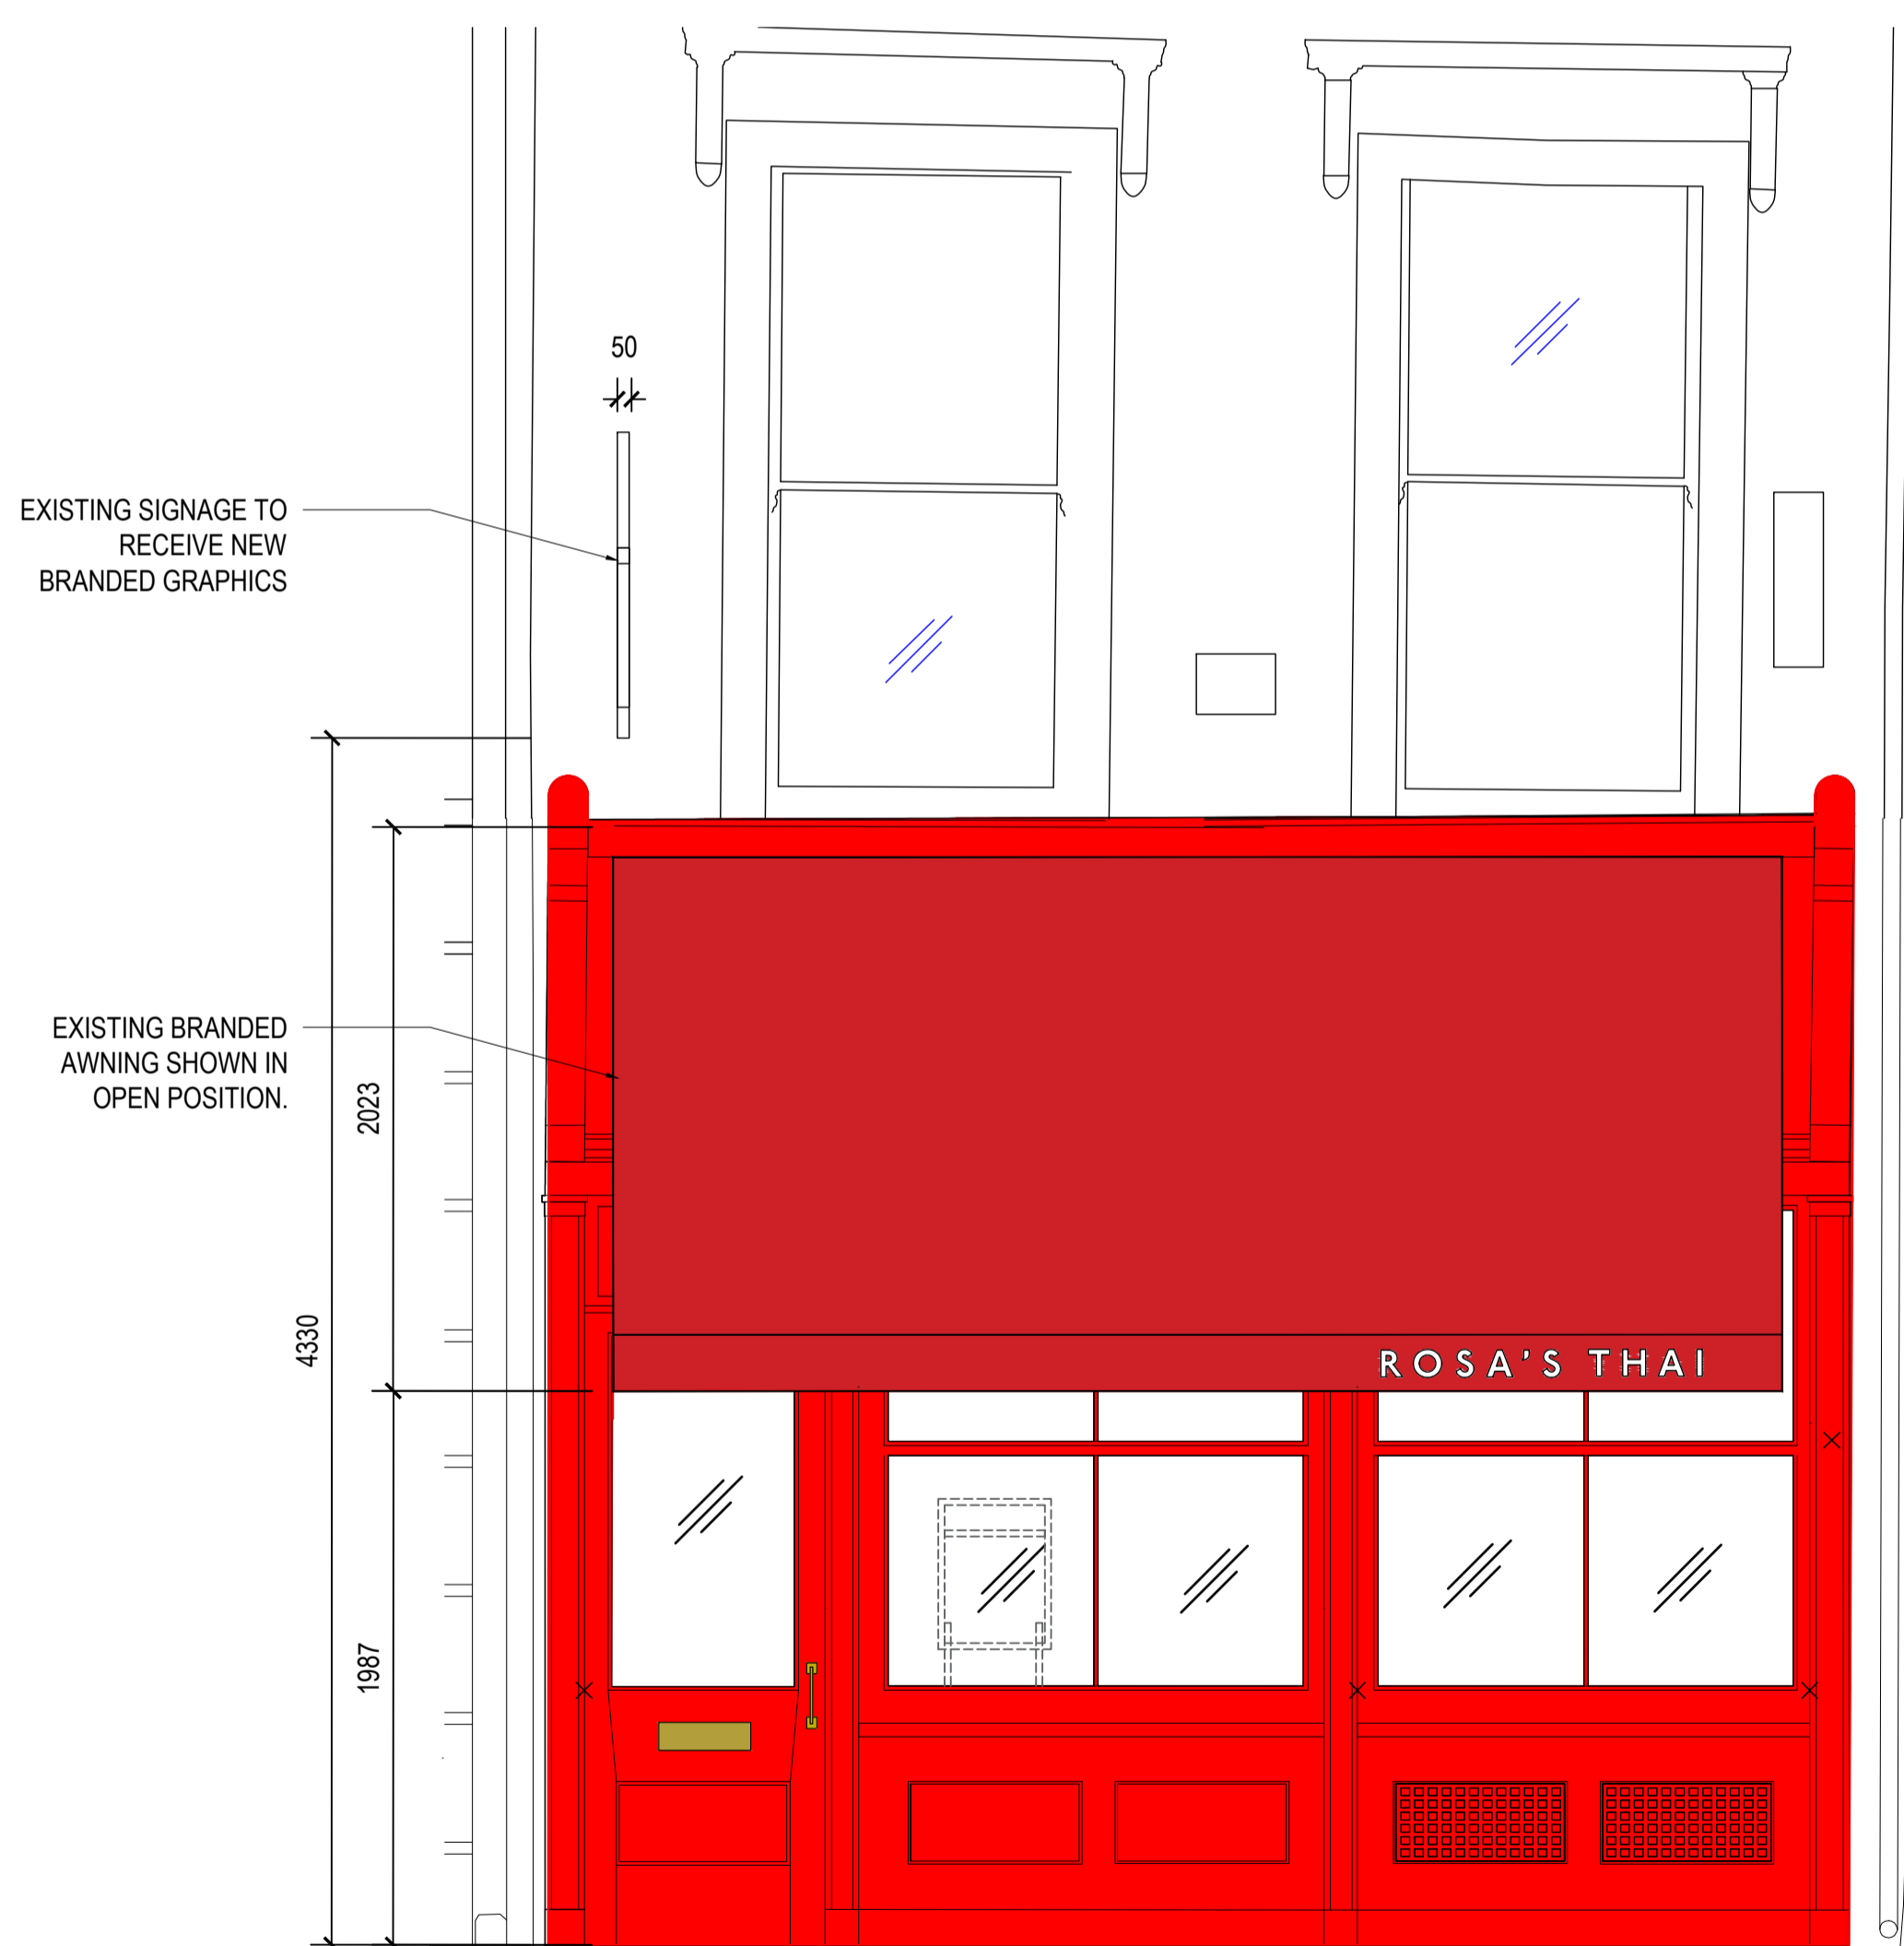 50
EXISTING SIGNAGE TO
RECEIVE NEW
BRANDED GRAPHICS
EXISTING BRANDED
AWNING SHOWN IN
OPEN POSITION.
2023
4330
ROSA'S THAI
1987